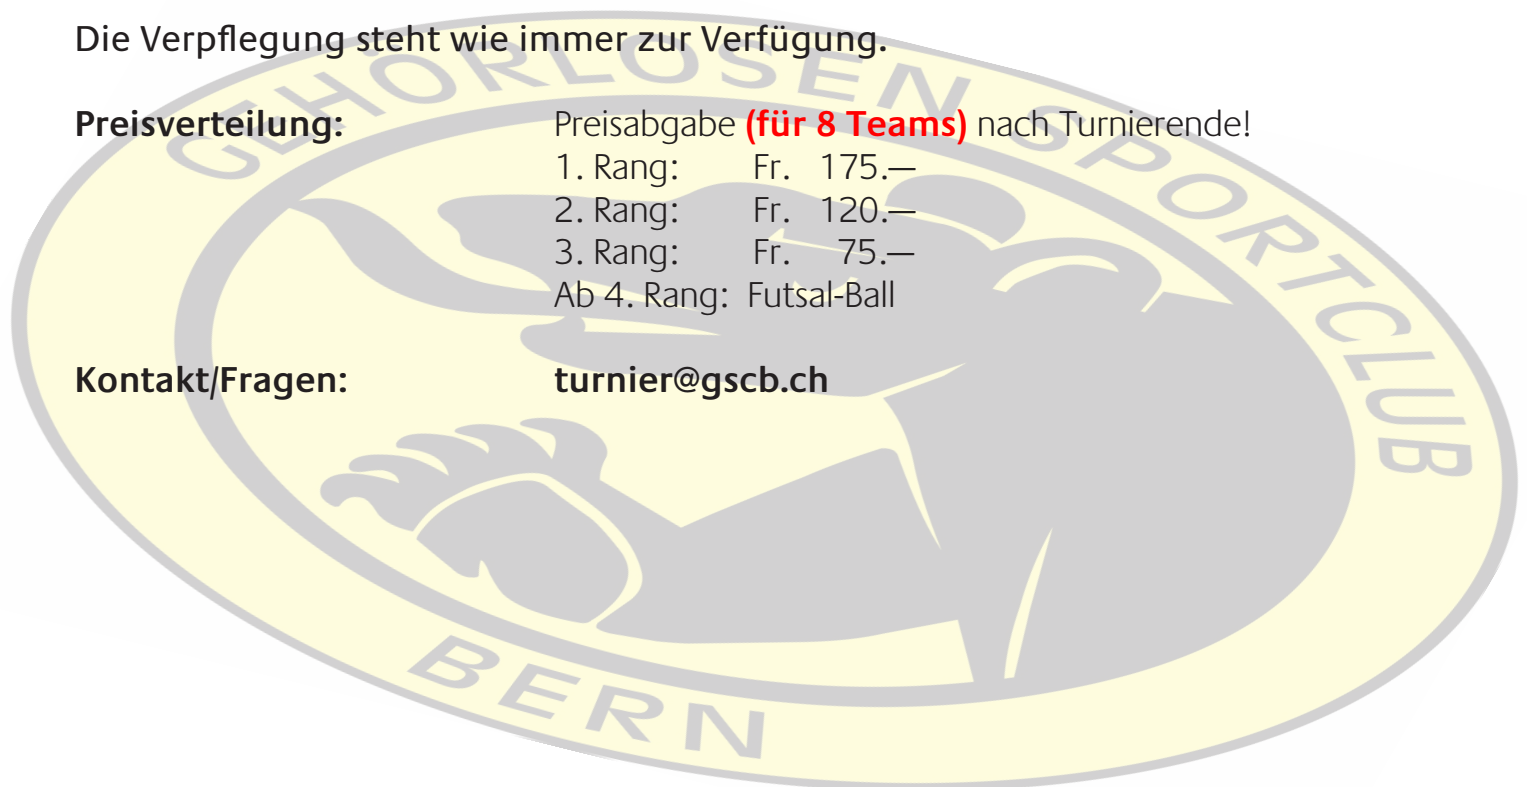 Die Verpflegung steht wie immer zur Verfügung.
Preisverteilung: Preisabgabe (für 8 Teams) nach Turnierende!
1. Rang: Fr. 175.—
2. Rang: Fr. 120.—
3. Rang: Fr. 75.—
Ab 4. Rang: Futsal-Ball
Kontakt/Fragen: turnier@gscb.ch
GEHÖRLOSEN SPORTCLUB
BERN